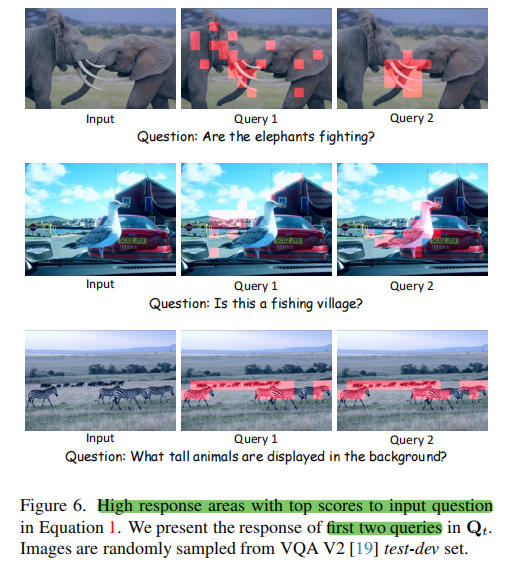 Input
Query 1
Query 2
Question: Are the elephants fighting?
Input
Query 1
Query 2
Question: Is this a fishing village?
Input
Query 1
Query 2
Question: What tall animals are displayed in the background?
Figure 6. High response areas with top scores to input question
in Equation 1. We present the response of first two queries in Qt.
Images are randomly sampled from VQA V2 [19] test-dev set.